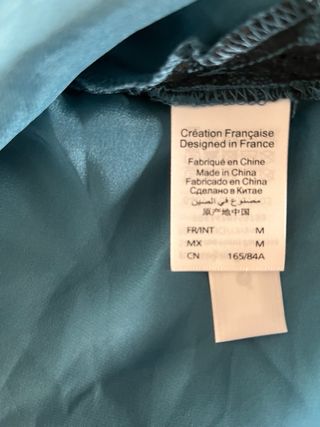 Création Française
Designed in France
Fabriqué en Chine
Made in China
Fabricado en China
Сделано в Китае
مصنوع في الصين
原产地中国
FR/INT M
MX M
CN 165/84A